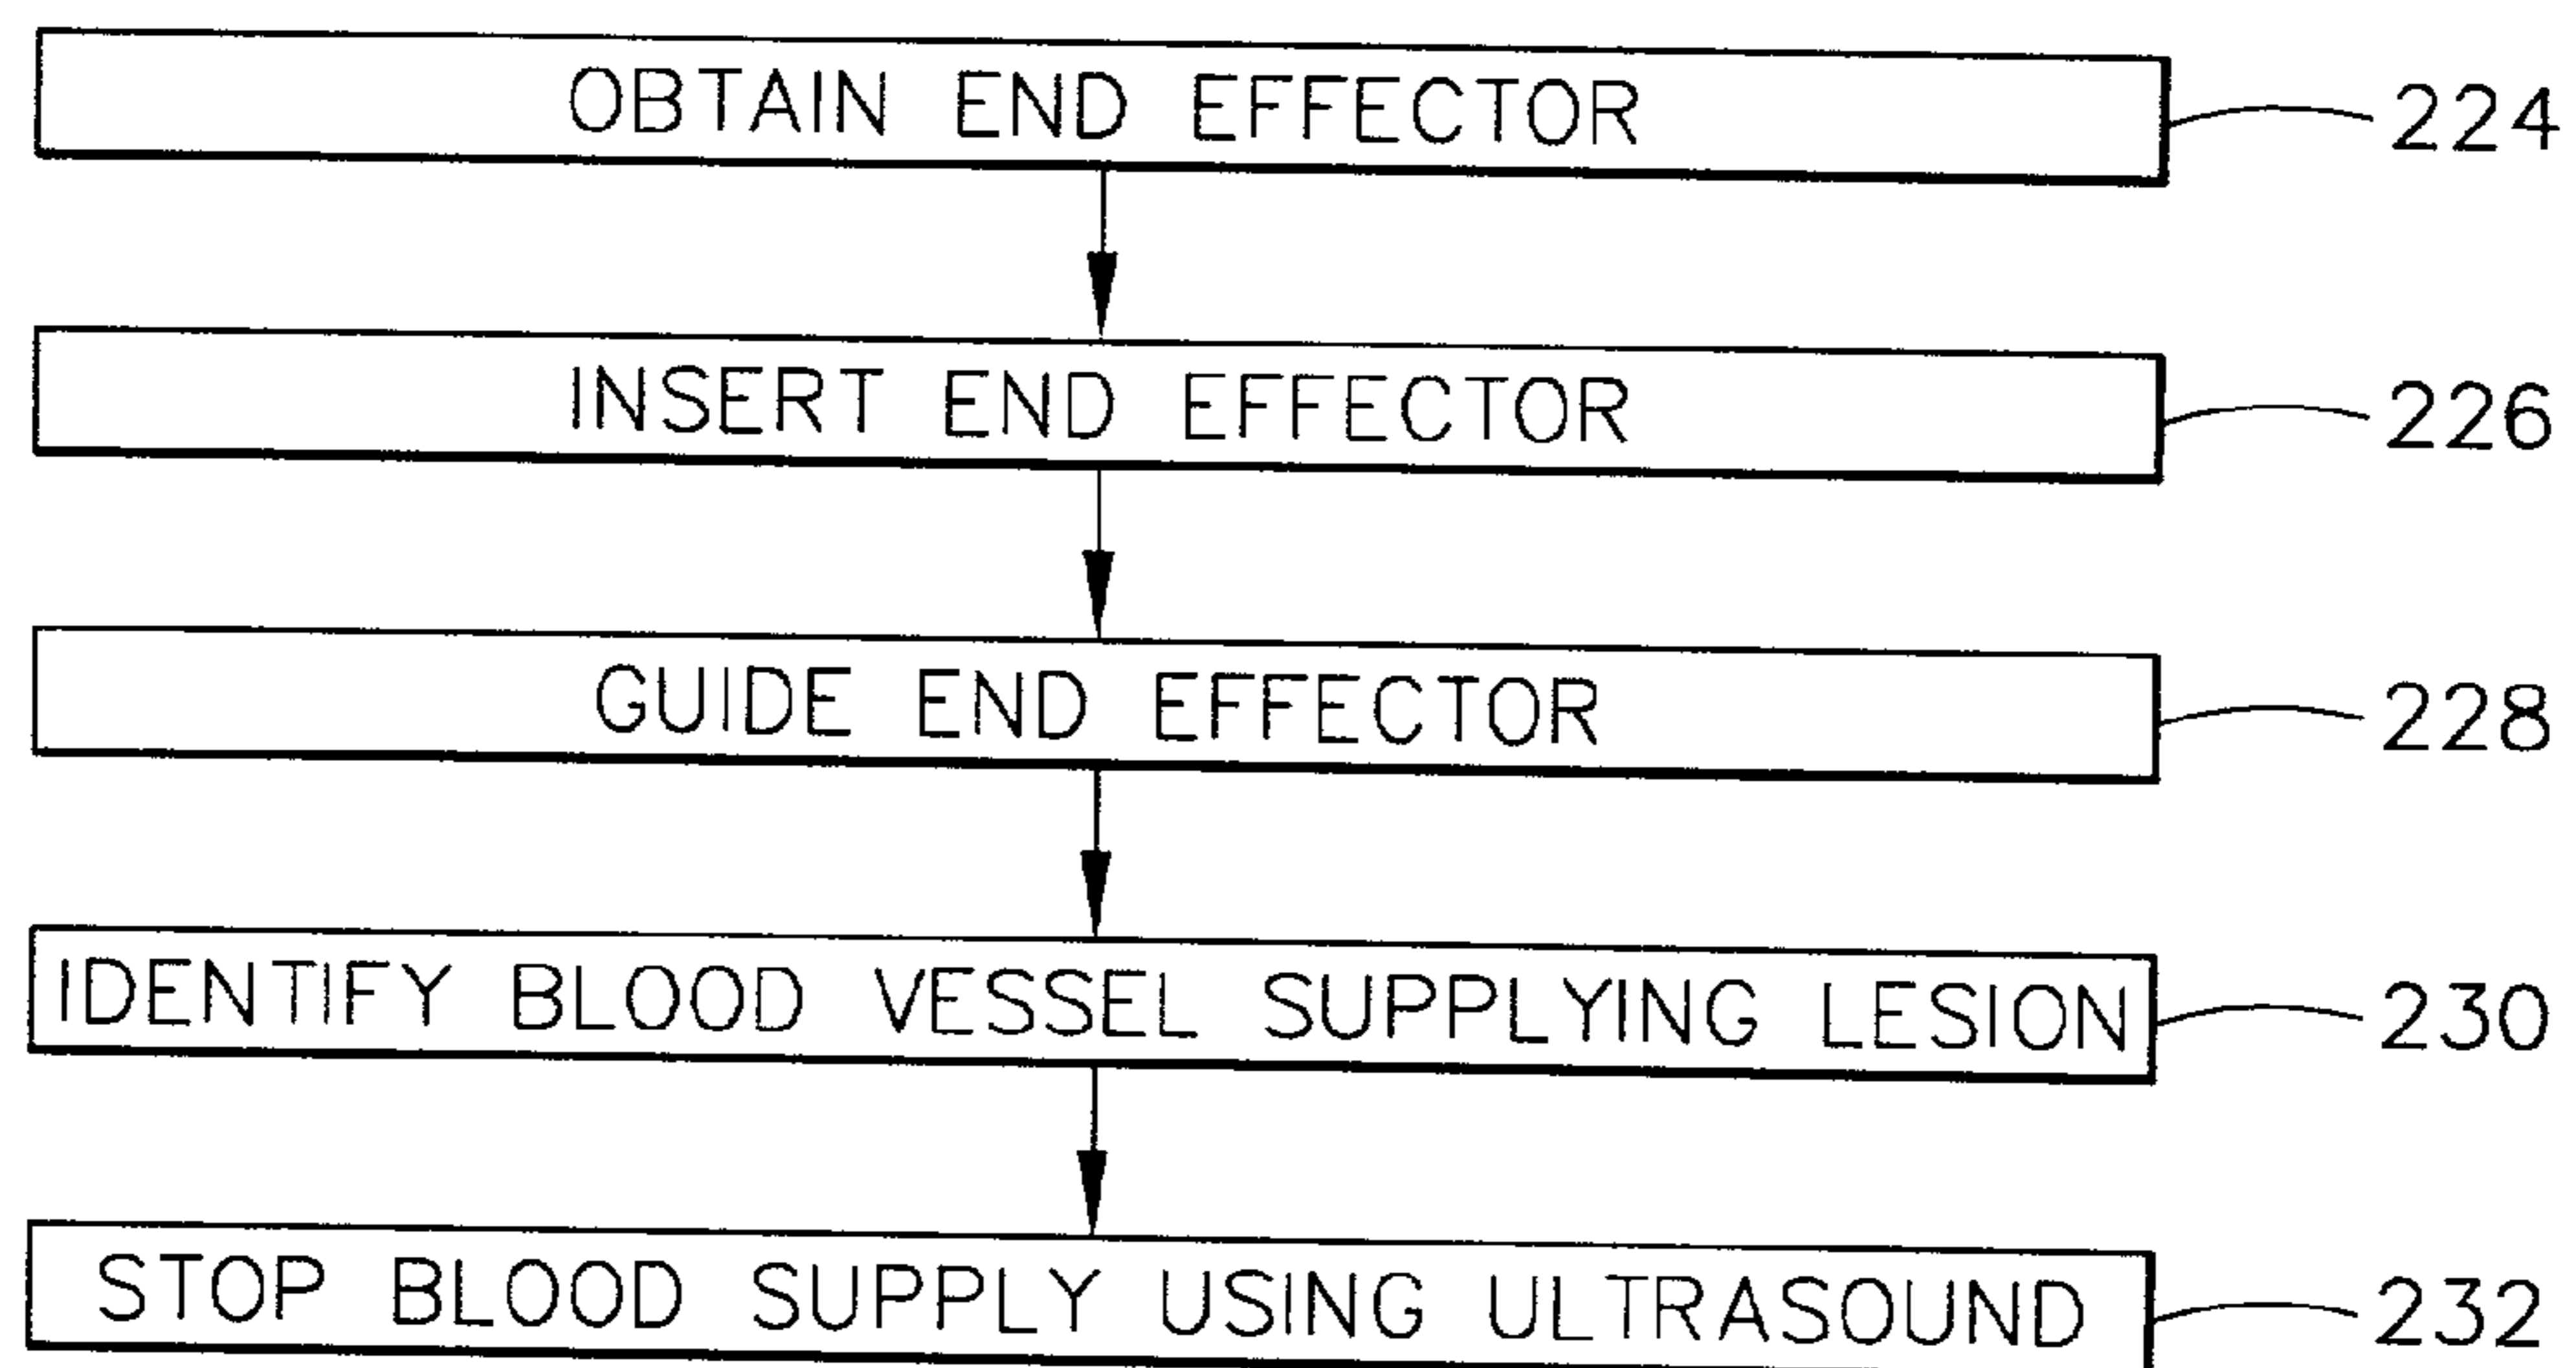 OBTAIN END EFFECTOR 224
INSERT END EFFECTOR 226
GUIDE END EFFECTOR 228
IDENTIFY BLOOD VESSEL SUPPLYING LESION 230
STOP BLOOD SUPPLY USING ULTRASOUND 232